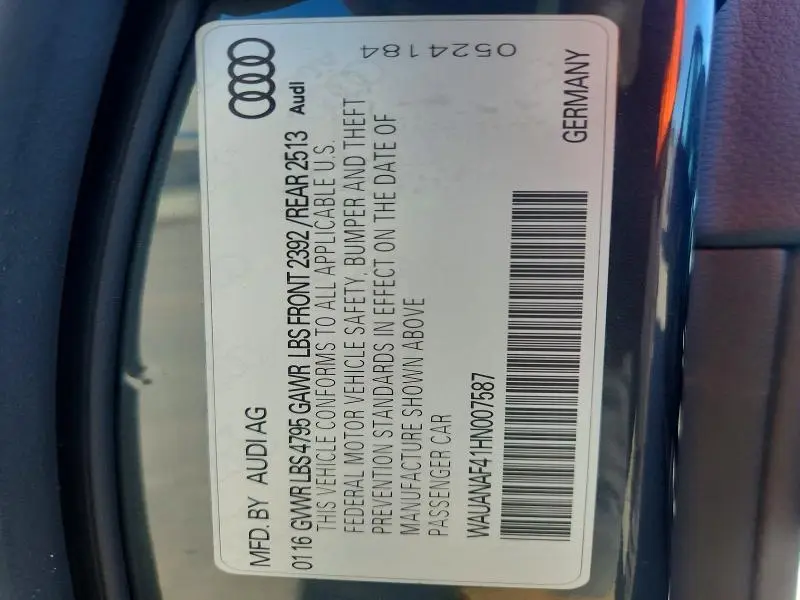 MFD. BY AUDI AG
0116 GVWR LBS 4795 GAWR LBS FRONT 2392 /REAR 2513 Audi
THIS VEHICLE CONFORMS TO ALL APPLICABLE U.S.
FEDERAL MOTOR VEHICLE SAFETY, BUMPER AND THEFT
PREVENTION STANDARDS IN EFFECT ON THE DATE OF
MANUFACTURE SHOWN ABOVE
0524184
PASSENGER CAR
WAUANAF41HN007587
GERMANY